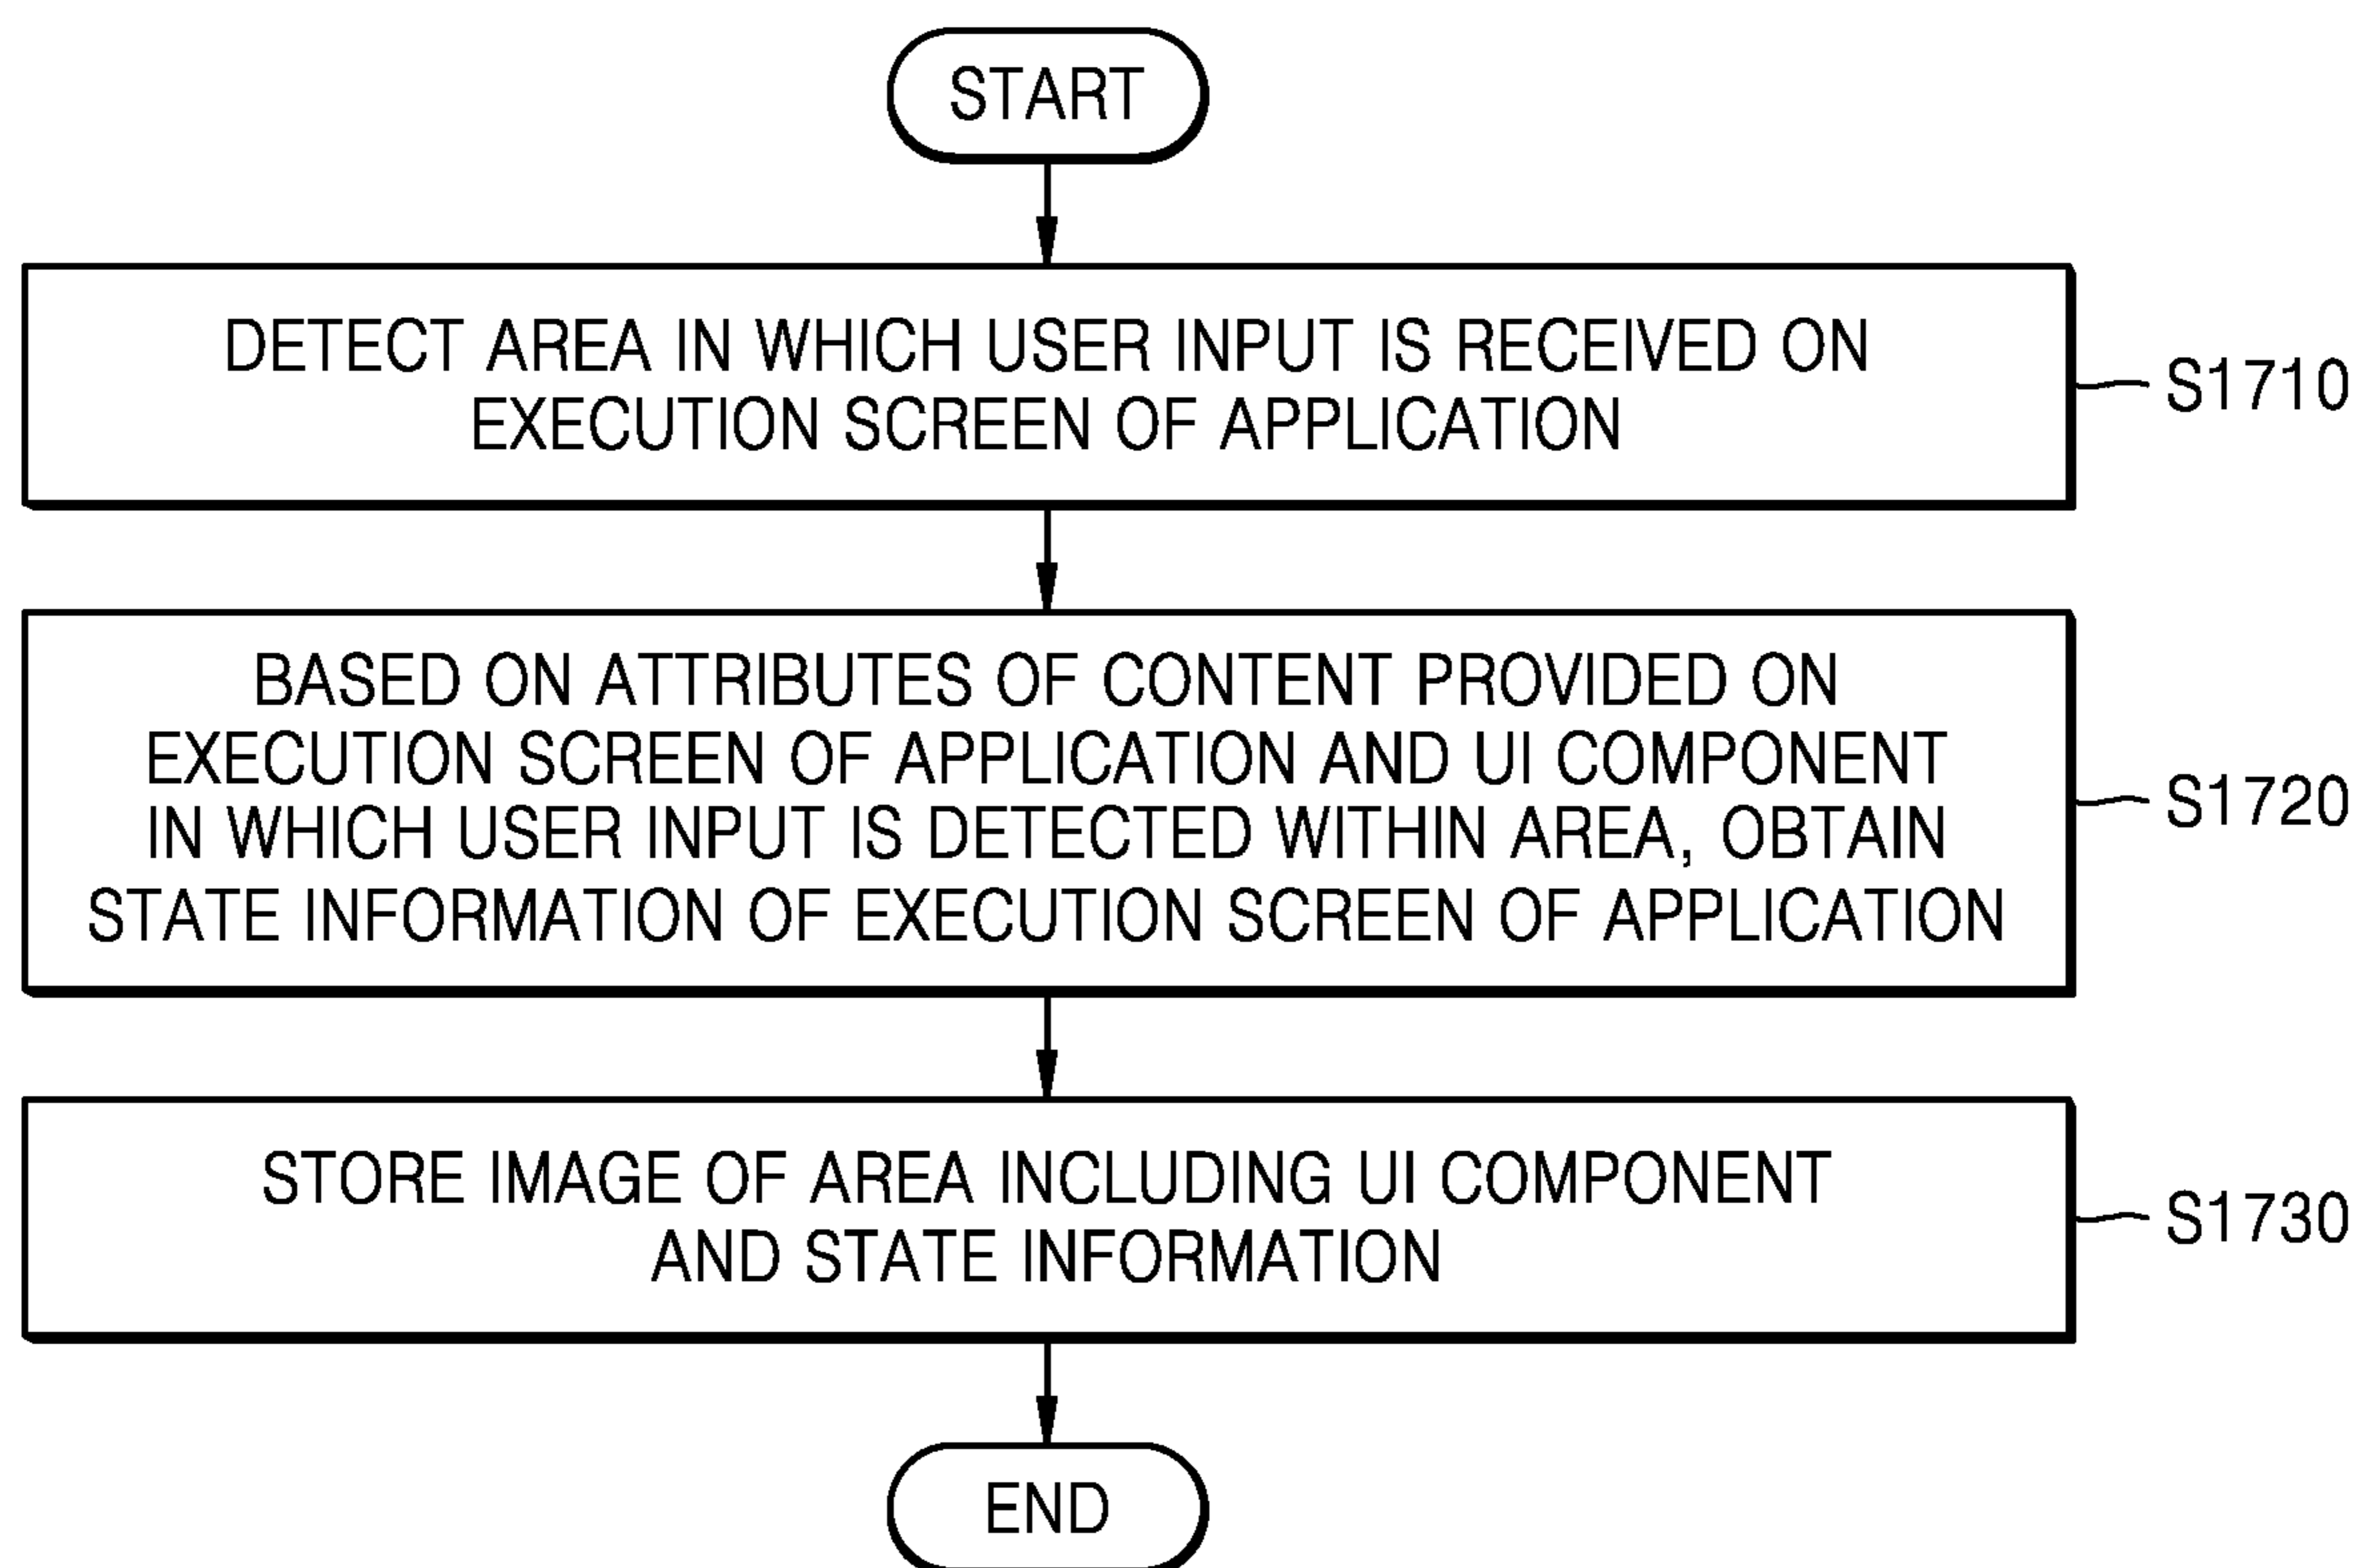 START
DETECT AREA IN WHICH USER INPUT IS RECEIVED ON
EXECUTION SCREEN OF APPLICATION
S1710
BASED ON ATTRIBUTES OF CONTENT PROVIDED ON
EXECUTION SCREEN OF APPLICATION AND UI COMPONENT
IN WHICH USER INPUT IS DETECTED WITHIN AREA, OBTAIN
STATE INFORMATION OF EXECUTION SCREEN OF APPLICATION
S1720
STORE IMAGE OF AREA INCLUDING UI COMPONENT
AND STATE INFORMATION
S1730
END